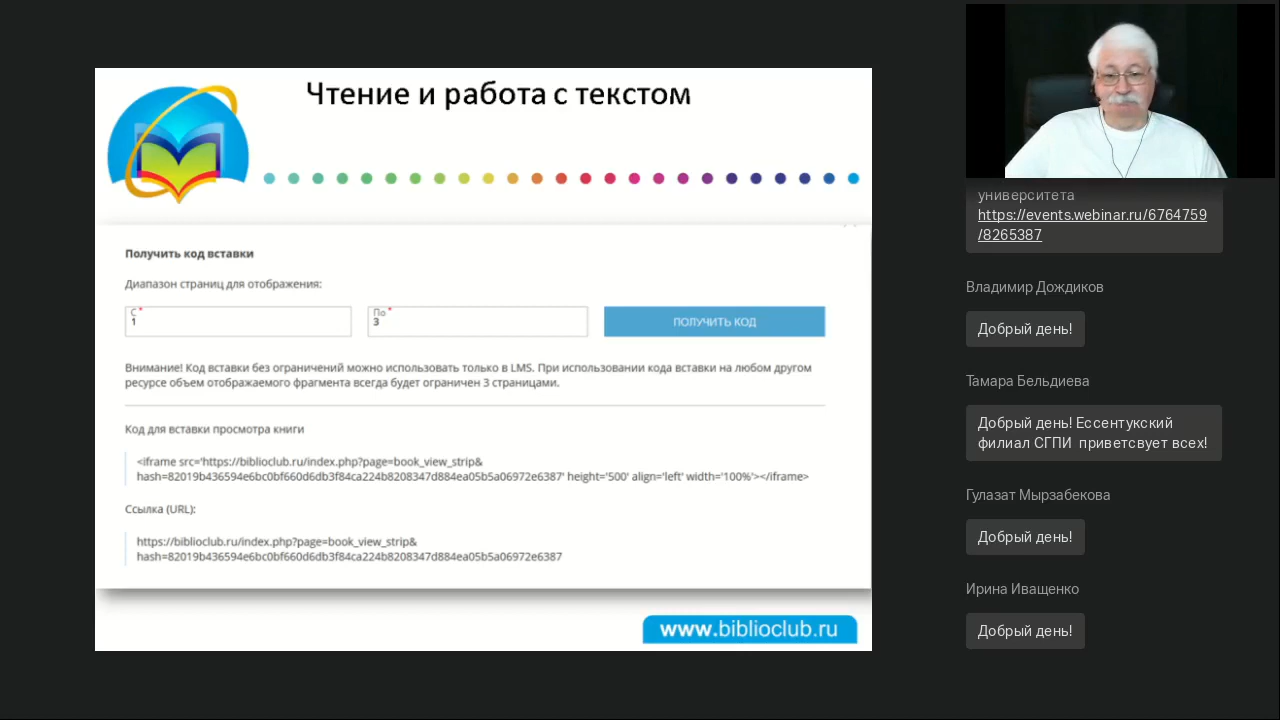 Чтение и работа с текстом
Получить код вставки
Диапазон страниц для отображения:
С *
1
По *
3
ПОЛУЧИТЬ КОД
Внимание! Код вставки без ограничений можно использовать только в LMS. При использовании кода вставки на любом другом
ресурсе объем отображаемого фрагмента всегда будет ограничен 3 страницами.
Код для вставки просмотра книги
<iframe src='https://biblioclub.ru/index.php?page=book_view_strip&
hash=82019b436594e6bc0bf660d6db3f84ca224b8208347d884ea05b5a06972e6387' height='500' align='left' width='100%'></iframe>
Ссылка (URL):
https://biblioclub.ru/index.php?page=book_view_strip&
hash=82019b436594e6bc0bf660d6db3f84ca224b8208347d884ea05b5a06972e6387
www.biblioclub.ru
университета
https://events.webinar.ru/6764759
/8265387
Владимир Дождиков
Добрый день!
Тамара Бельдиева
Добрый день! Ессентукский
филиал СГПИ  приветсвует всех!
Гулазат Мырзабекова
Добрый день!
Ирина Иващенко
Добрый день!